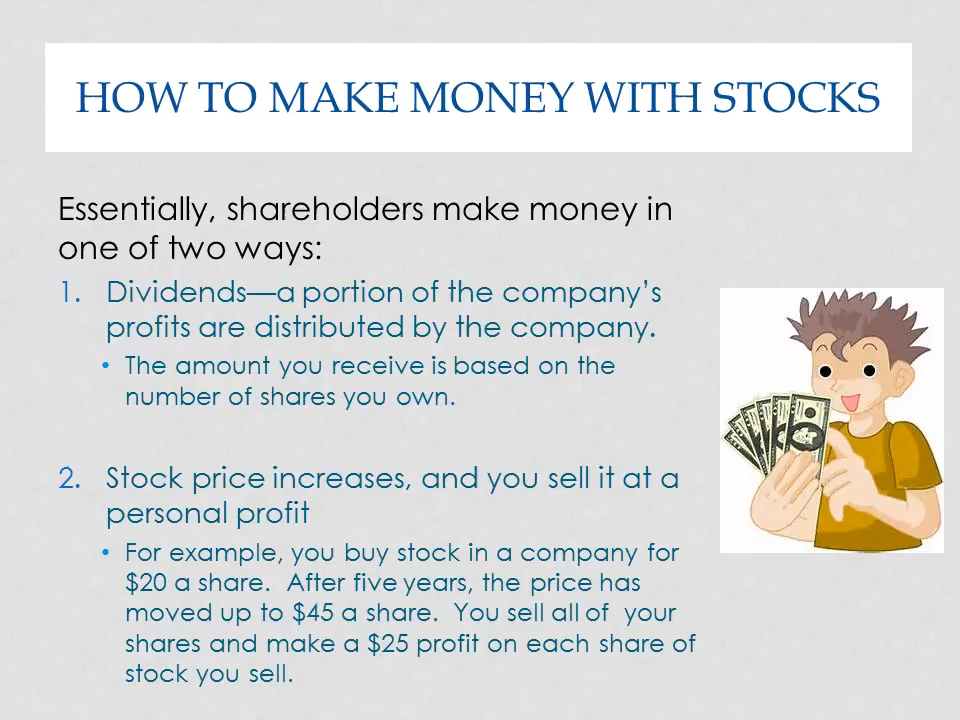 HOW TO MAKE MONEY WITH STOCKS
Essentially, shareholders make money in
one of two ways:
1. Dividends—a portion of the company's
profits are distributed by the company.
• The amount you receive is based on the
number of shares you own.
2. Stock price increases, and you sell it at a
personal profit
• For example, you buy stock in a company for
$20 a share.  After five years, the price has
moved up to $45 a share.  You sell all of  your
shares and make a $25 profit on each share of
stock you sell.